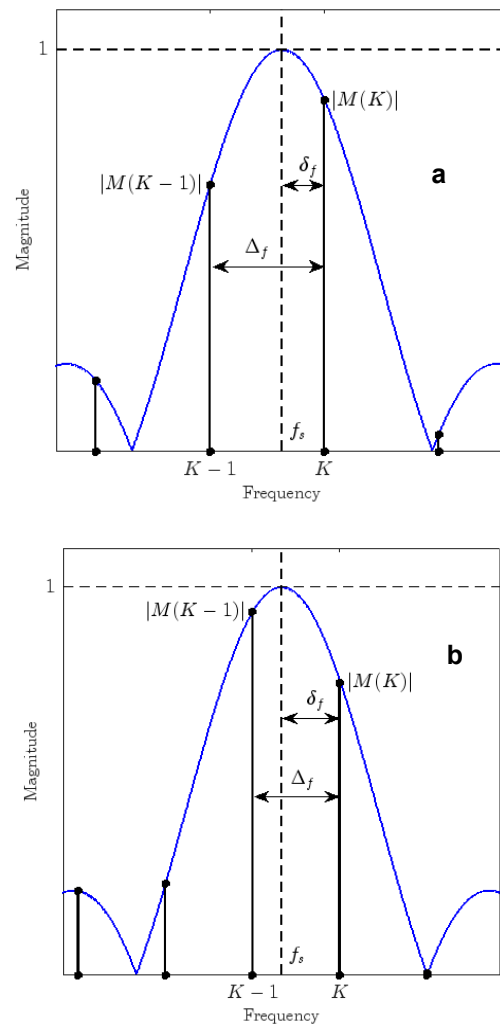 1
|M(K)|
δ_f
a
|M(K − 1)|
Δ_f
Magnitude
f_s
K − 1
K
Frequency
1
|M(K − 1)|
b
|M(K)|
δ_f
Δ_f
Magnitude
f_s
K − 1
K
Frequency